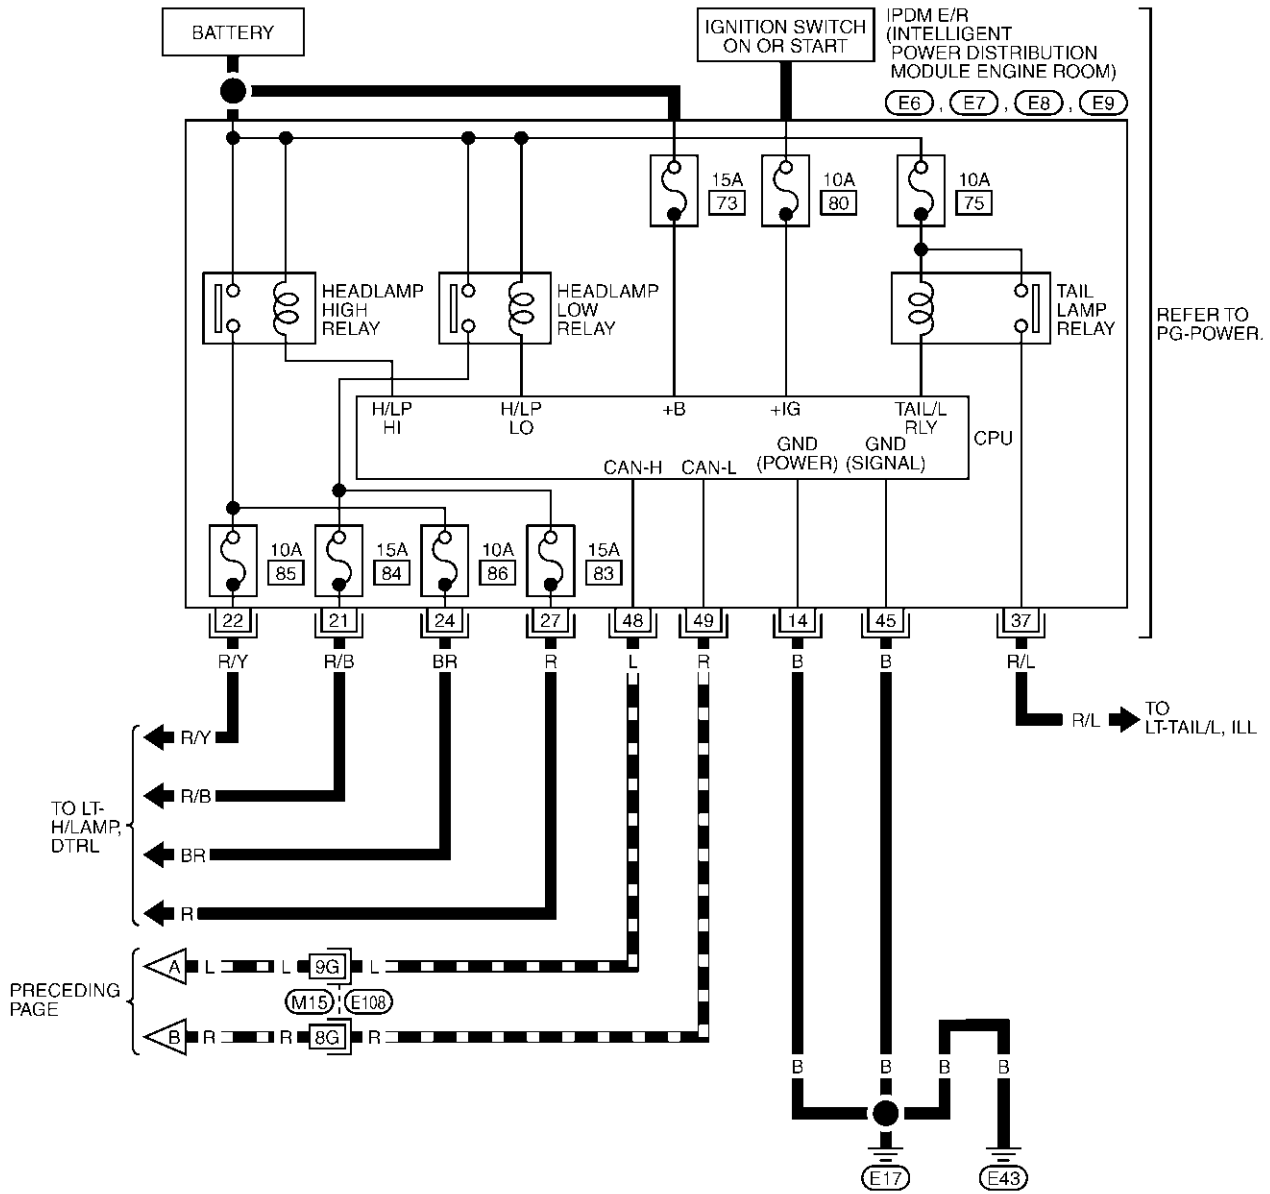 BATTERY
IGNITION SWITCH
ON OR START
IPDM E/R
(INTELLIGENT
POWER DISTRIBUTION
MODULE ENGINE ROOM)
E6 , E7 , E8 , E9
15A
73
10A
80
10A
75
HEADLAMP
HIGH
RELAY
HEADLAMP
LOW
RELAY
TAIL
LAMP
RELAY
REFER TO
PG-POWER.
H/LP
HI
H/LP
LO
+B
+IG
TAIL/L
RLY
CPU
CAN-H
CAN-L
GND
(POWER)
GND
(SIGNAL)
10A
85
15A
84
10A
86
15A
83
22
21
24
27
48
49
14
45
37
R/Y
R/B
BR
R
L
R
B
B
R/L
R/L
TO
LT-TAIL/L, ILL
R/Y
R/B
BR
R
TO LT-
H/LAMP,
DTRL
A
L
L
9G
L
PRECEDING
PAGE
M15
E108
B
R
R
8G
R
B
B
B
B
E17
E43